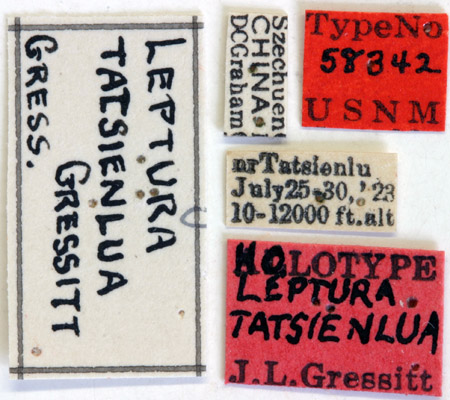 LEPTURA
TATSIENLUA
GRESSITT
GRESS.
Szechuen
CHINA
DCGraham
TypeNo
58342
USNM
nrTatsienlu
July25-30,'23
10-12000 ft.alt
HOLOTYPE
LEPTURA
TATSIENLUA
J.L.Gressitt